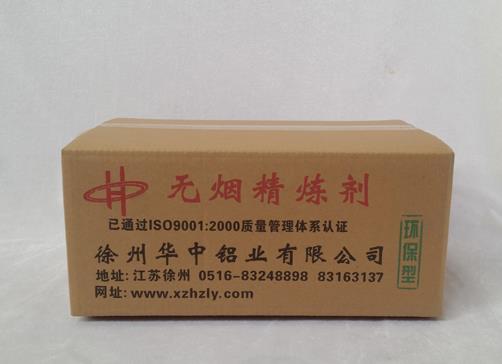 无烟精炼剂
已通过ISO9001:2000质量管理体系认证
徐州华中铝业有限公司
地址:江苏徐州 0516-83248898 83163137
网址:www.xzhzly.com
环保型